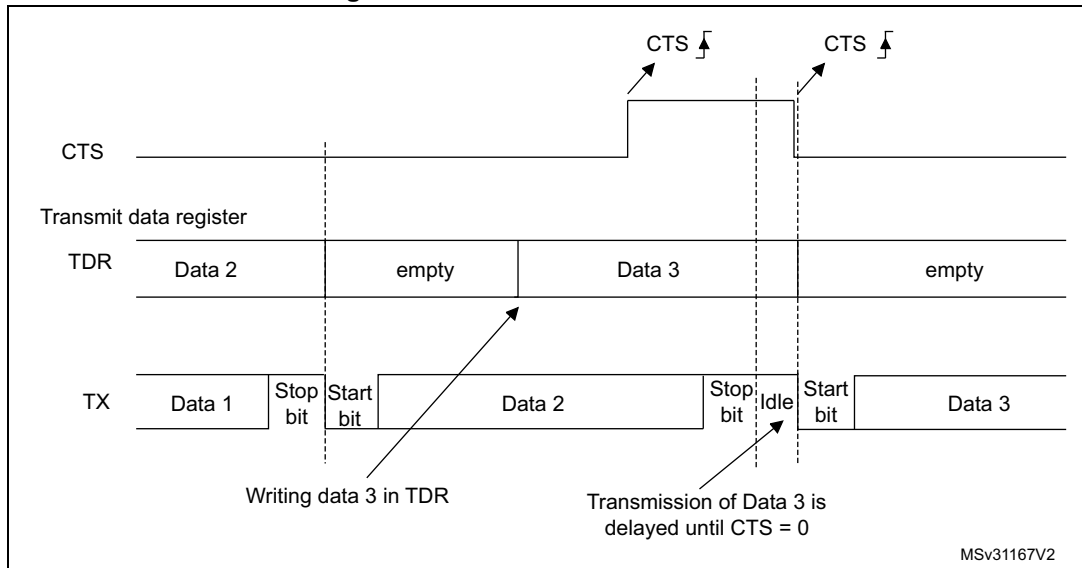 CTS CTS
CTS
Transmit data register
TDR Data 2 empty Data 3 empty
TX Data 1 Stop bit Start bit Data 2 Stop bit Idle Start bit Data 3
Writing data 3 in TDR
Transmission of Data 3 is
delayed until CTS = 0
MSv31167V2